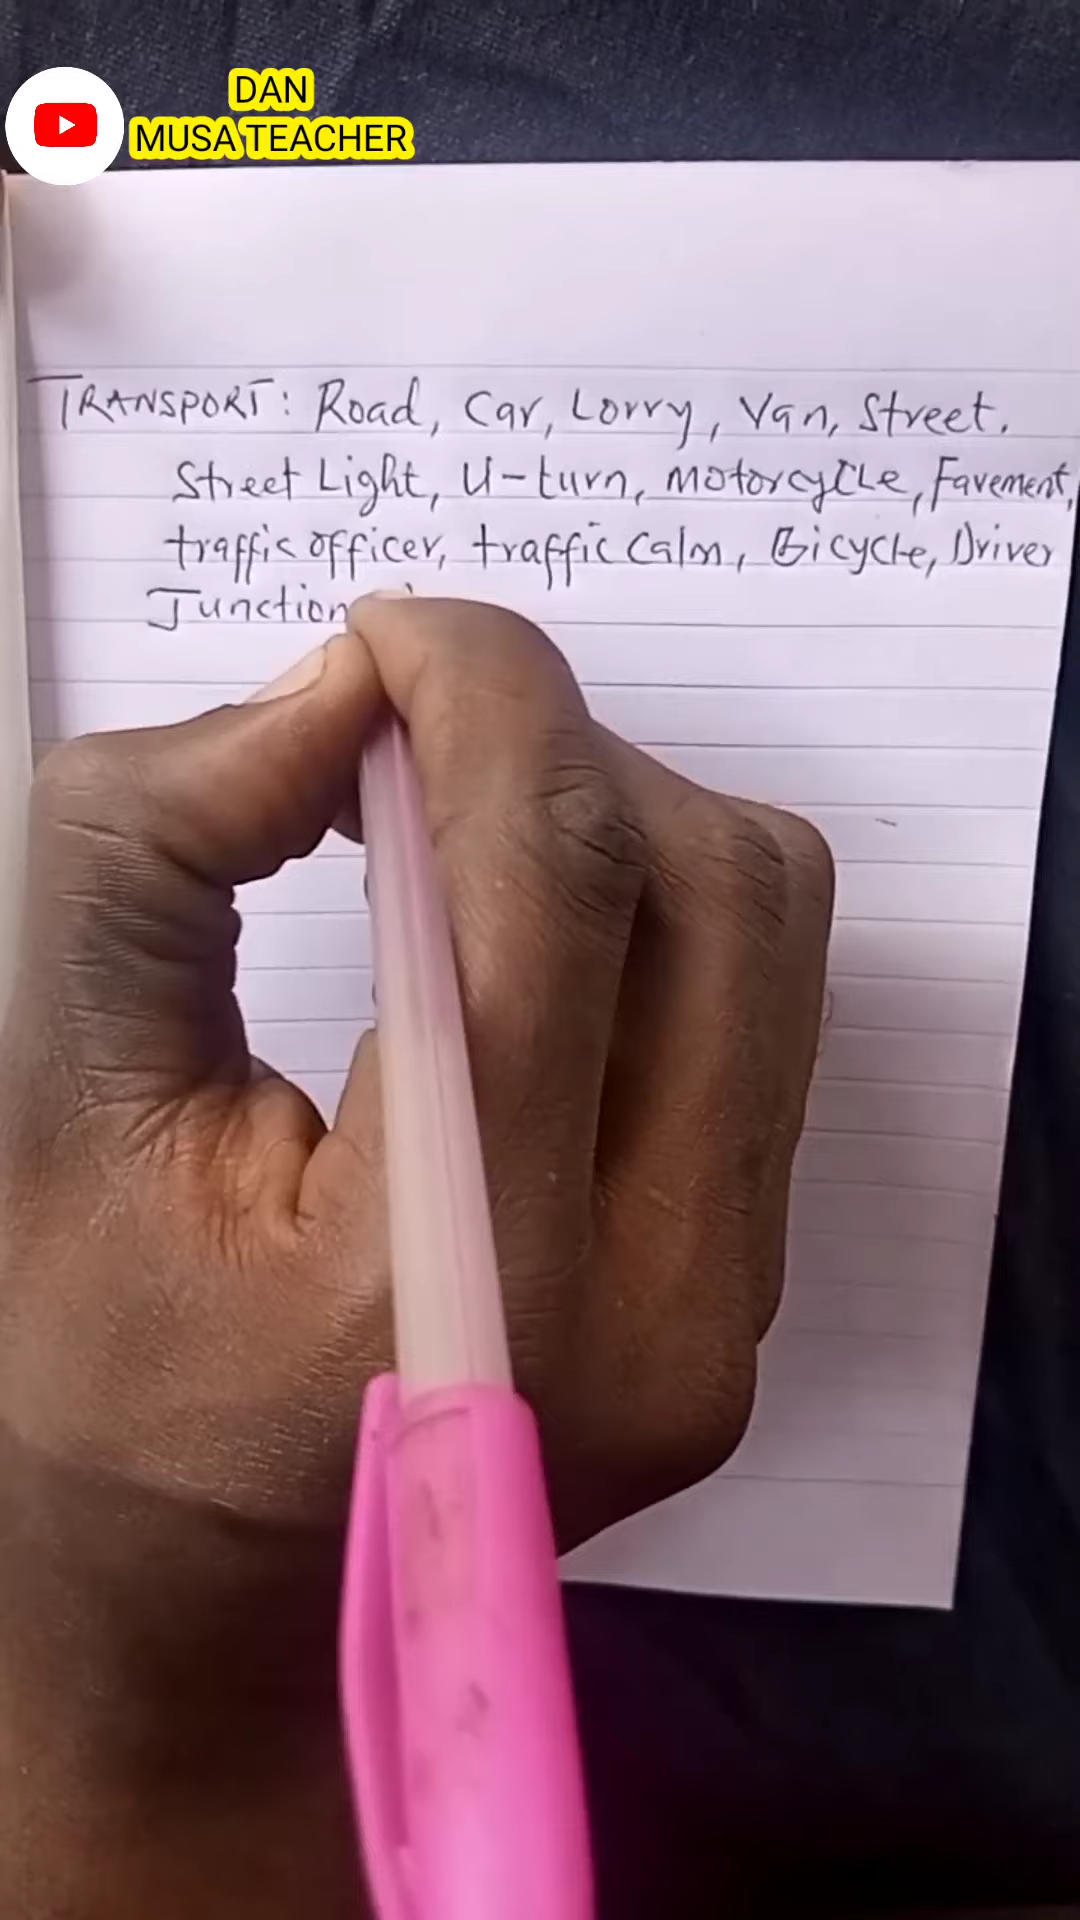 DAN
MUSA TEACHER
TRANSPORT: Road, Car, Lorry, Van, Street.
Street Light, U-turn, motorcycle, Favement,
traffic officer, traffic calm, Bicycle, Driver
Junction